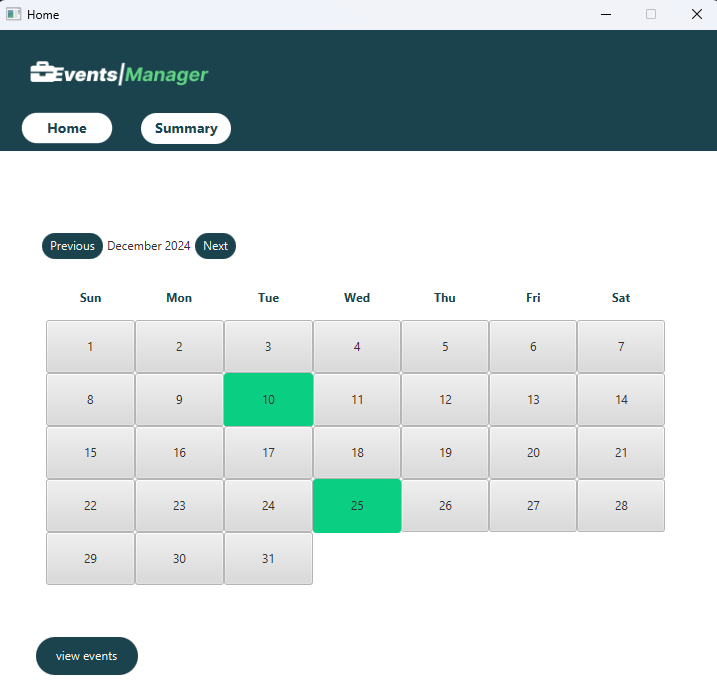 Home
Events|Manager
Home Summary
Previous December 2024 Next
Sun Mon Tue Wed Thu Fri Sat
1 2 3 4 5 6 7
8 9 10 11 12 13 14
15 16 17 18 19 20 21
22 23 24 25 26 27 28
29 30 31
view events